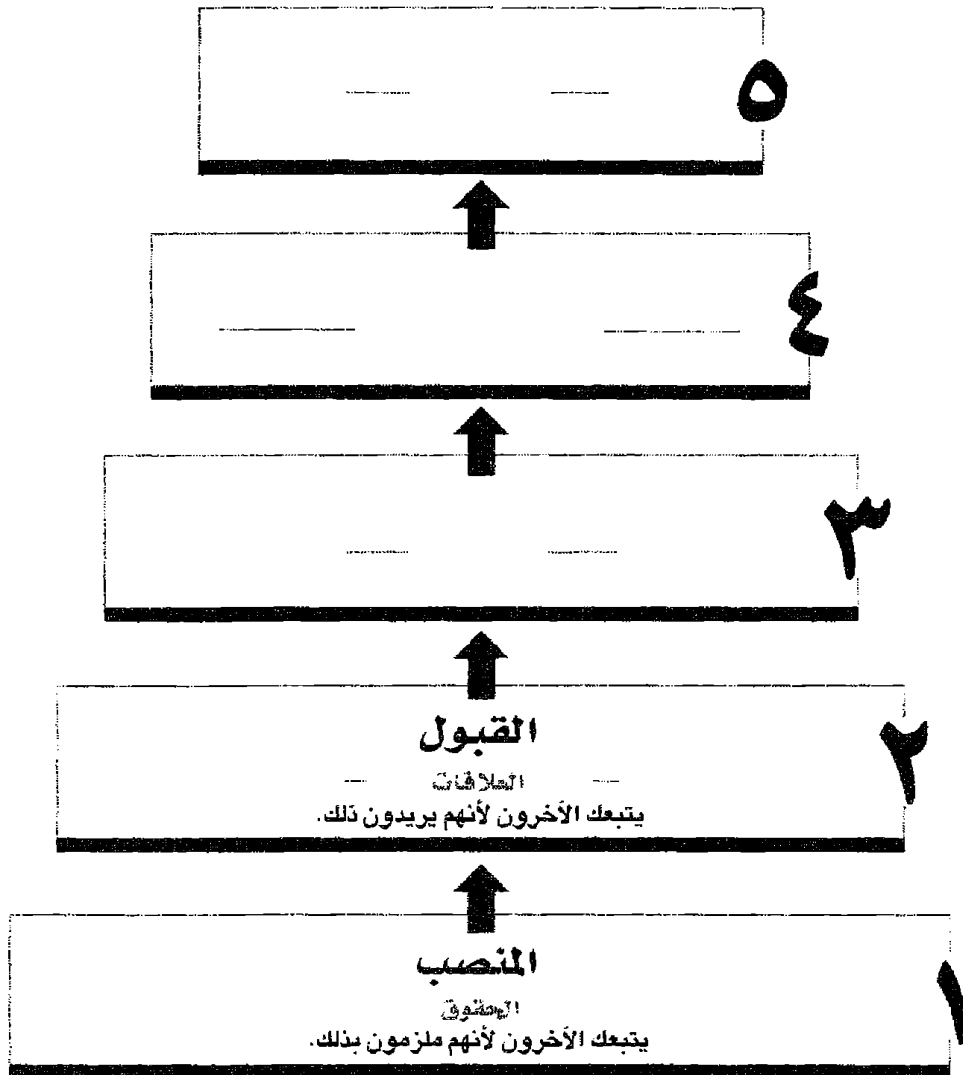 ٥
٤
٣
٢
القبول
العلاقات
يتبعك الآخرون لأنهم يريدون ذلك.
١
المنصب
الحقوق
يتبعك الآخرون لأنهم ملزمون بذلك.